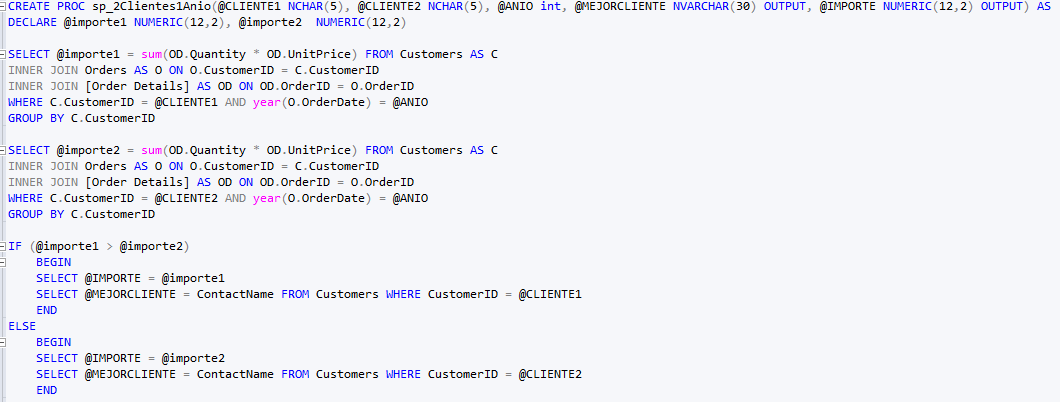 CREATE PROC sp_2Clientes1Anio(@CLIENTE1 NCHAR(5), @CLIENTE2 NCHAR(5), @ANIO int, @MEJORCLIENTE NVARCHAR(30) OUTPUT, @IMPORTE NUMERIC(12,2) OUTPUT) AS
DECLARE @importe1 NUMERIC(12,2), @importe2  NUMERIC(12,2)

SELECT @importe1 = sum(OD.Quantity * OD.UnitPrice) FROM Customers AS C
INNER JOIN Orders AS O ON O.CustomerID = C.CustomerID
INNER JOIN [Order Details] AS OD ON OD.OrderID = O.OrderID
WHERE C.CustomerID = @CLIENTE1 AND year(O.OrderDate) = @ANIO
GROUP BY C.CustomerID

SELECT @importe2 = sum(OD.Quantity * OD.UnitPrice) FROM Customers AS C
INNER JOIN Orders AS O ON O.CustomerID = C.CustomerID
INNER JOIN [Order Details] AS OD ON OD.OrderID = O.OrderID
WHERE C.CustomerID = @CLIENTE2 AND year(O.OrderDate) = @ANIO
GROUP BY C.CustomerID

IF (@importe1 > @importe2)
    BEGIN
    SELECT @IMPORTE = @importe1
    SELECT @MEJORCLIENTE = ContactName FROM Customers WHERE CustomerID = @CLIENTE1
    END
ELSE
    BEGIN
    SELECT @IMPORTE = @importe2
    SELECT @MEJORCLIENTE = ContactName FROM Customers WHERE CustomerID = @CLIENTE2
    END